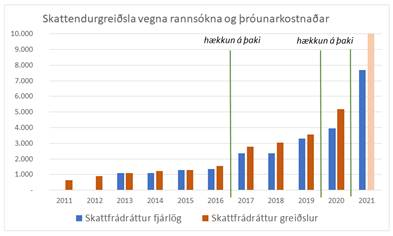 Skattendurgreiðsla vegna rannsókna og þróunarkostnaðar
hækkun á þaki hækkun á þaki
10.000
9.000
8.000
7.000
6.000
5.000
4.000
3.000
2.000
1.000
-
2011 2012 2013 2014 2015 2016 2017 2018 2019 2020 2021
Skattfrádráttur fjárlög Skattfrádráttur greiðslur